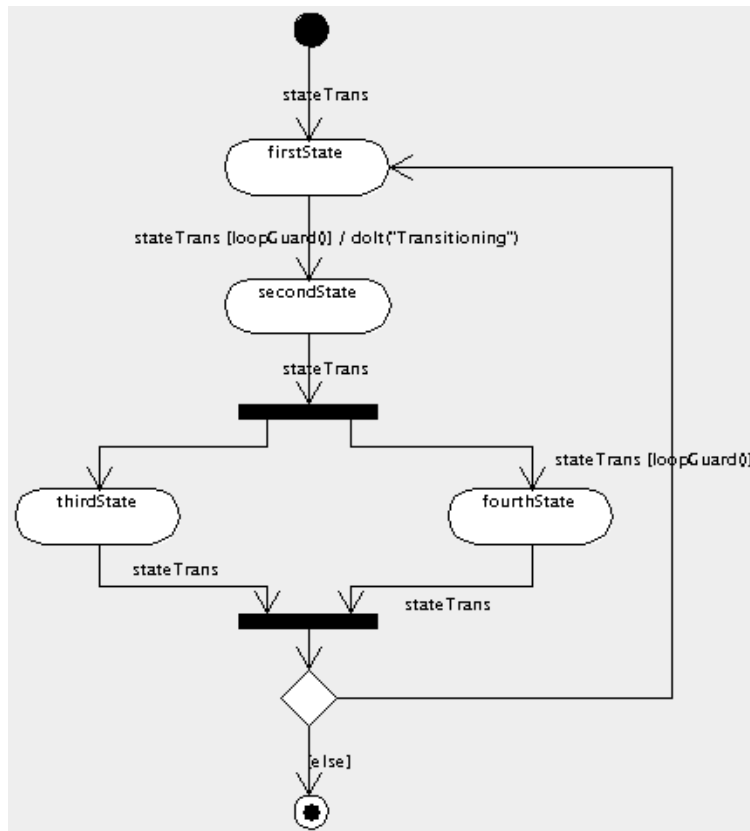 stateTrans
firstState
stateTrans [loopGuard()] / doIt("Transitioning")
secondState
stateTrans
stateTrans [loopGuard()]
thirdState
fourthState
stateTrans
stateTrans
[else]